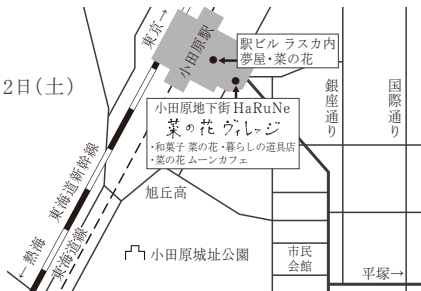 東京→
小田原駅
駅ビル ラスカ内
夢屋・菜の花
2日(土)
小田原地下街 HaRuNe
菜の花 ヴィレッジ
・和菓子 菜の花・暮らしの道具店
・菜の花 ムーンカフェ
銀座通り
国際通り
東海道新幹線
旭丘高
←熱海
東海道線
小田原城址公園
市民
会館
平塚→